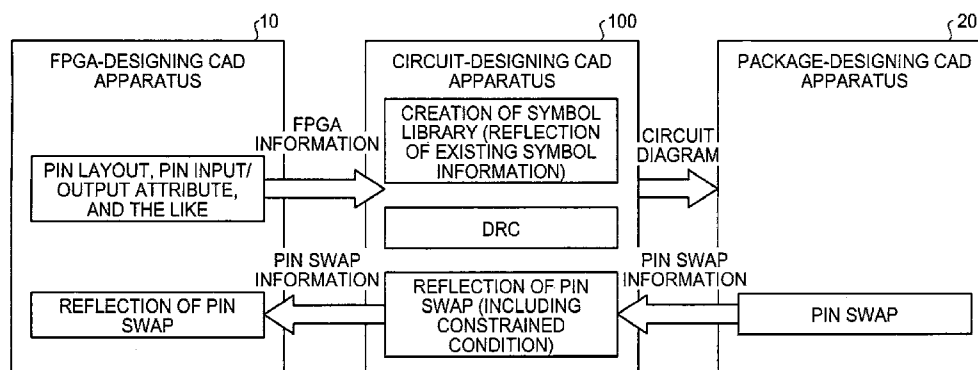 10
100
20
FPGA-DESIGNING CAD
APPARATUS
CIRCUIT-DESIGNING CAD
APPARATUS
PACKAGE-DESIGNING CAD
APPARATUS
FPGA
INFORMATION
CREATION OF SYMBOL
LIBRARY (REFLECTION
OF EXISTING SYMBOL
INFORMATION)
CIRCUIT
DIAGRAM
PIN LAYOUT, PIN INPUT/
OUTPUT ATTRIBUTE,
AND THE LIKE
DRC
PIN SWAP
INFORMATION
PIN SWAP
INFORMATION
REFLECTION OF PIN
SWAP
REFLECTION OF PIN
SWAP (INCLUDING
CONSTRAINED
CONDITION)
PIN SWAP